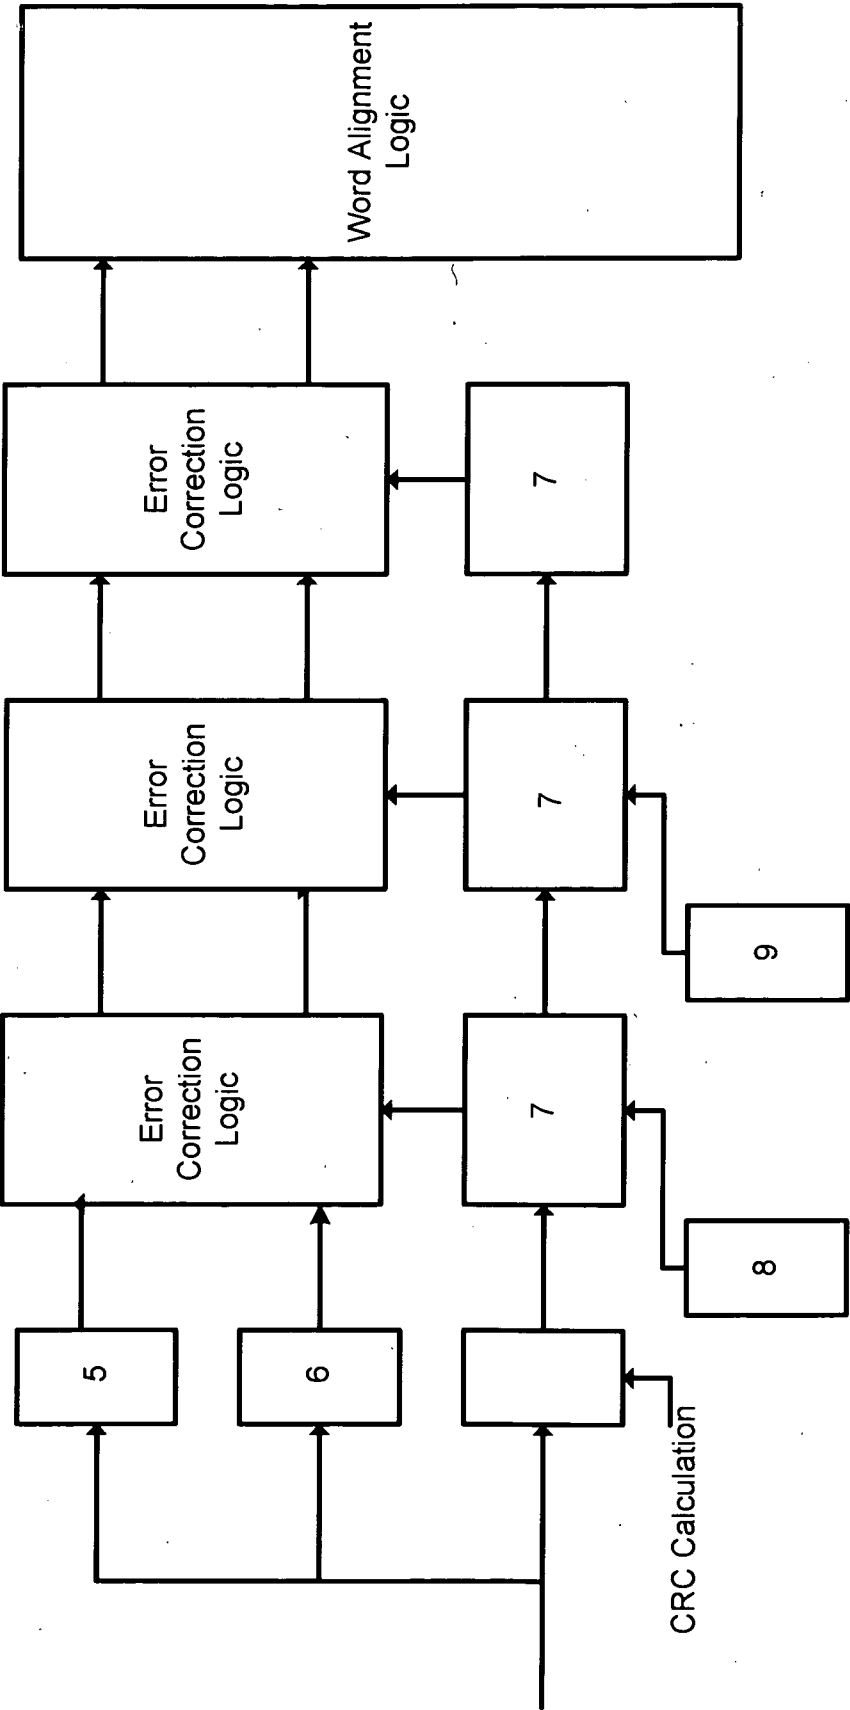 Word Alignment
Logic
Error
Correction
Logic
7
Error
Correction
Logic
7
9
Error
Correction
Logic
7
8
5
6
CRC Calculation